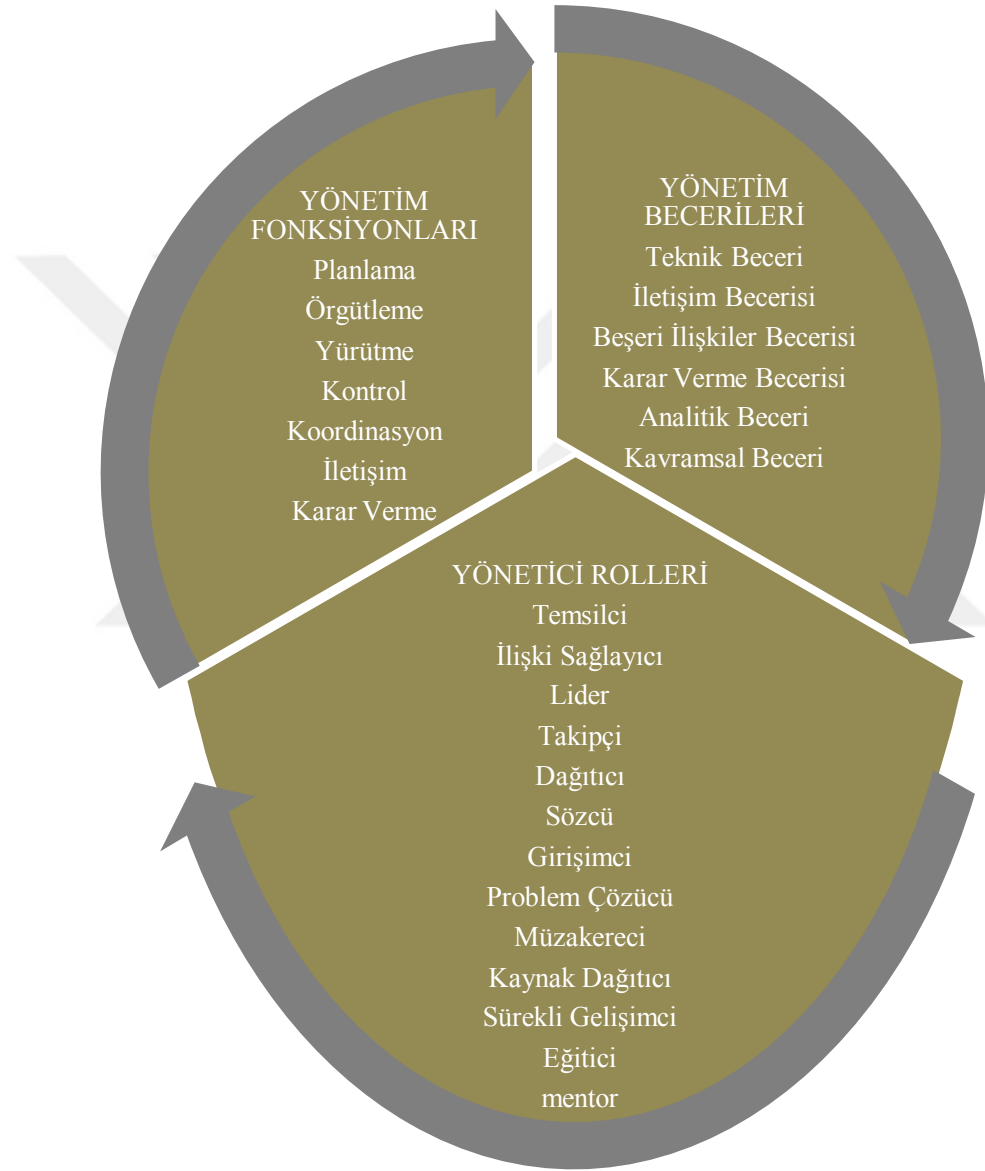 YÖNETİM
FONKSİYONLARI
Planlama
Örgütleme
Yürütme
Kontrol
Koordinasyon
İletişim
Karar Verme
YÖNETİM
BECERİLERİ
Teknik Beceri
İletişim Becerisi
Beşeri İlişkiler Becerisi
Karar Verme Becerisi
Analitik Beceri
Kavramsal Beceri
YÖNETİCİ ROLLERİ
Temsilci
İlişki Sağlayıcı
Lider
Takipçi
Dağıtıcı
Sözcü
Girişimci
Problem Çözücü
Müzakereci
Kaynak Dağıtıcı
Sürekli Gelişimci
Eğitici
mentor